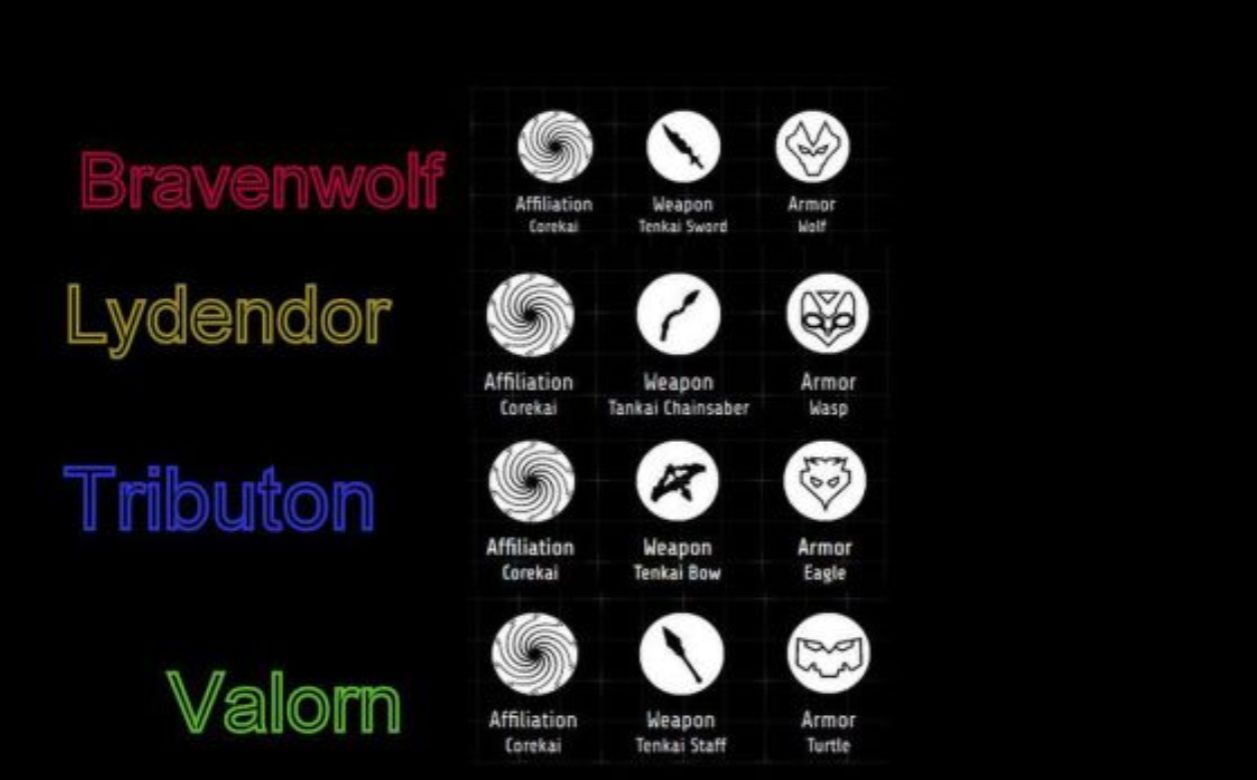 Bravenwolf
Affiliation Weapon Armor
Corekai Tenkai Sword Wolf
Lydendor
Affiliation Weapon Armor
Corekai Tankai Chainsaber Wasp
Tributon
Affiliation Weapon Armor
Corekai Tenkai Bow Eagle
Valorn
Affiliation Weapon Armor
Corekai Tenkai Staff Turtle